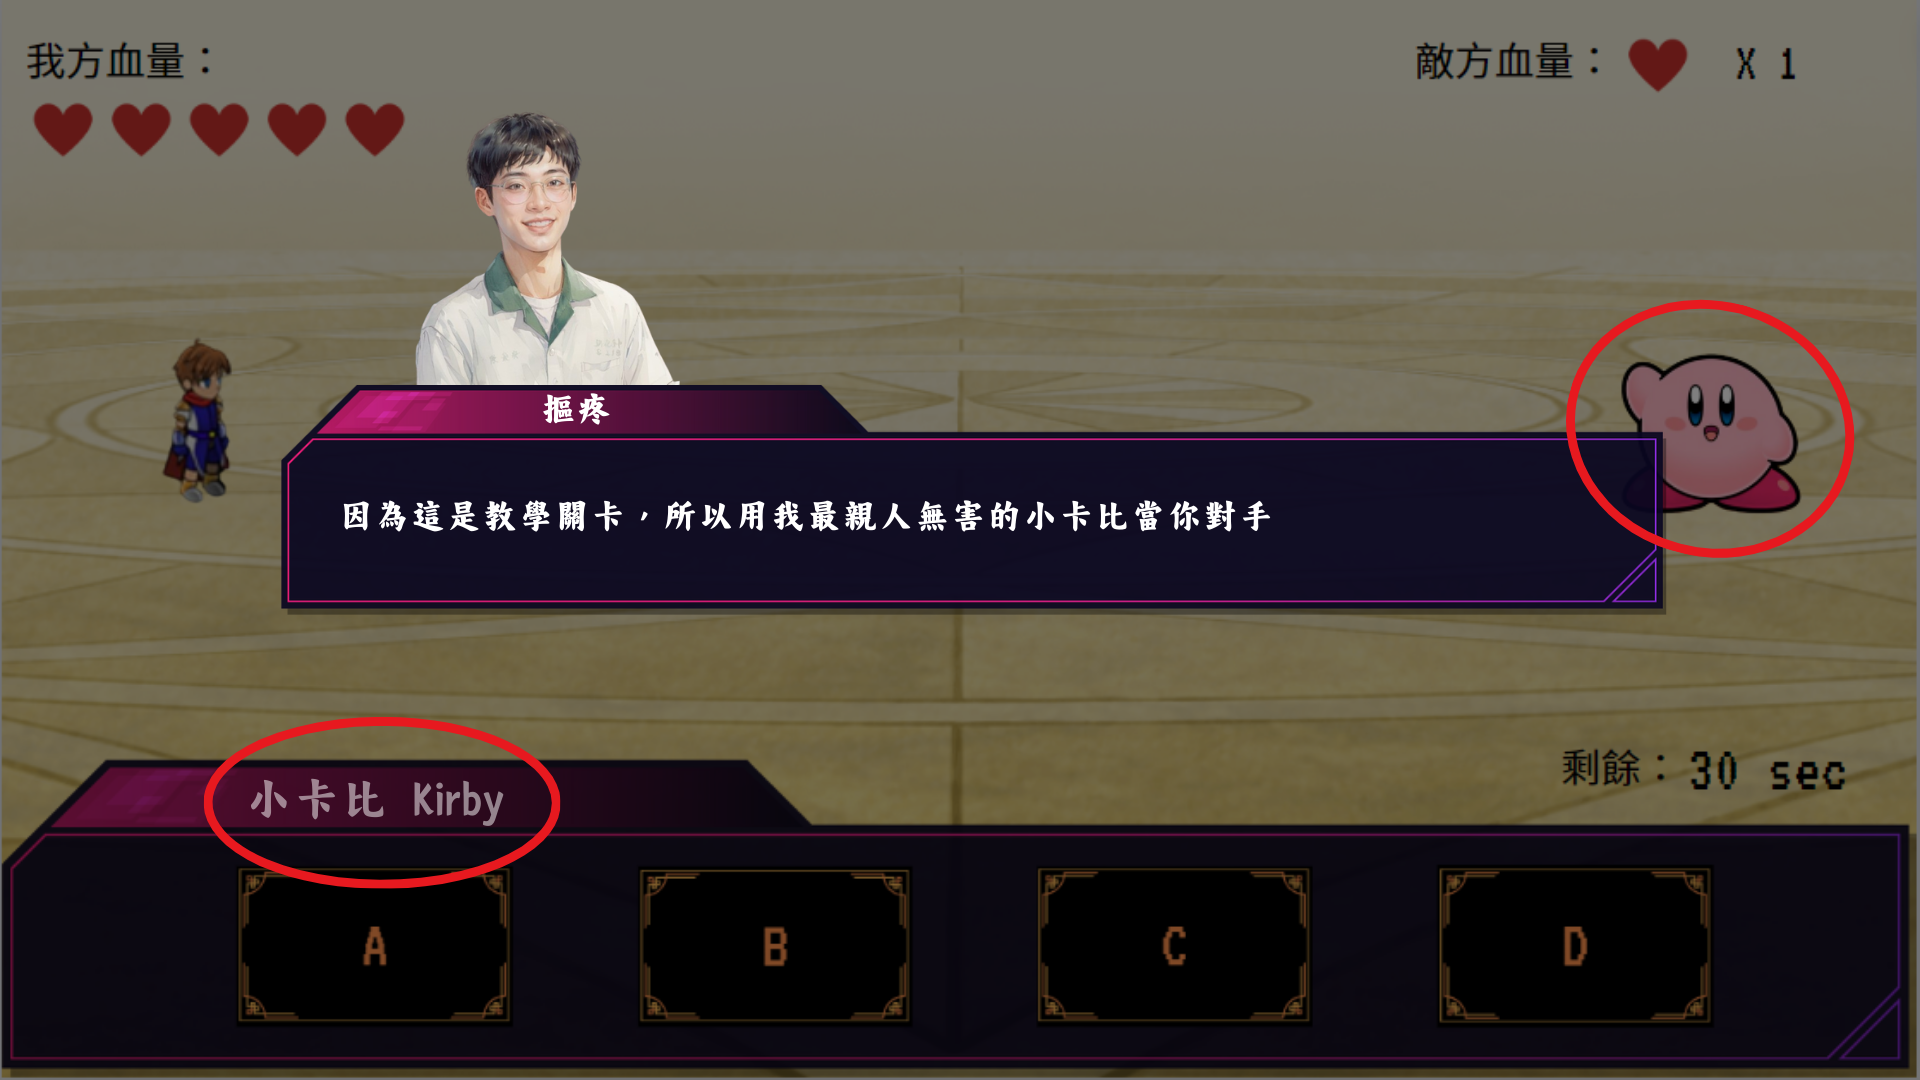 我方血量：
敵方血量： X 1
摳疼
因為這是教學關卡，所以用我最親人無害的小卡比當你對手
剩餘：30 sec
小卡比 Kirby
A
B
C
D